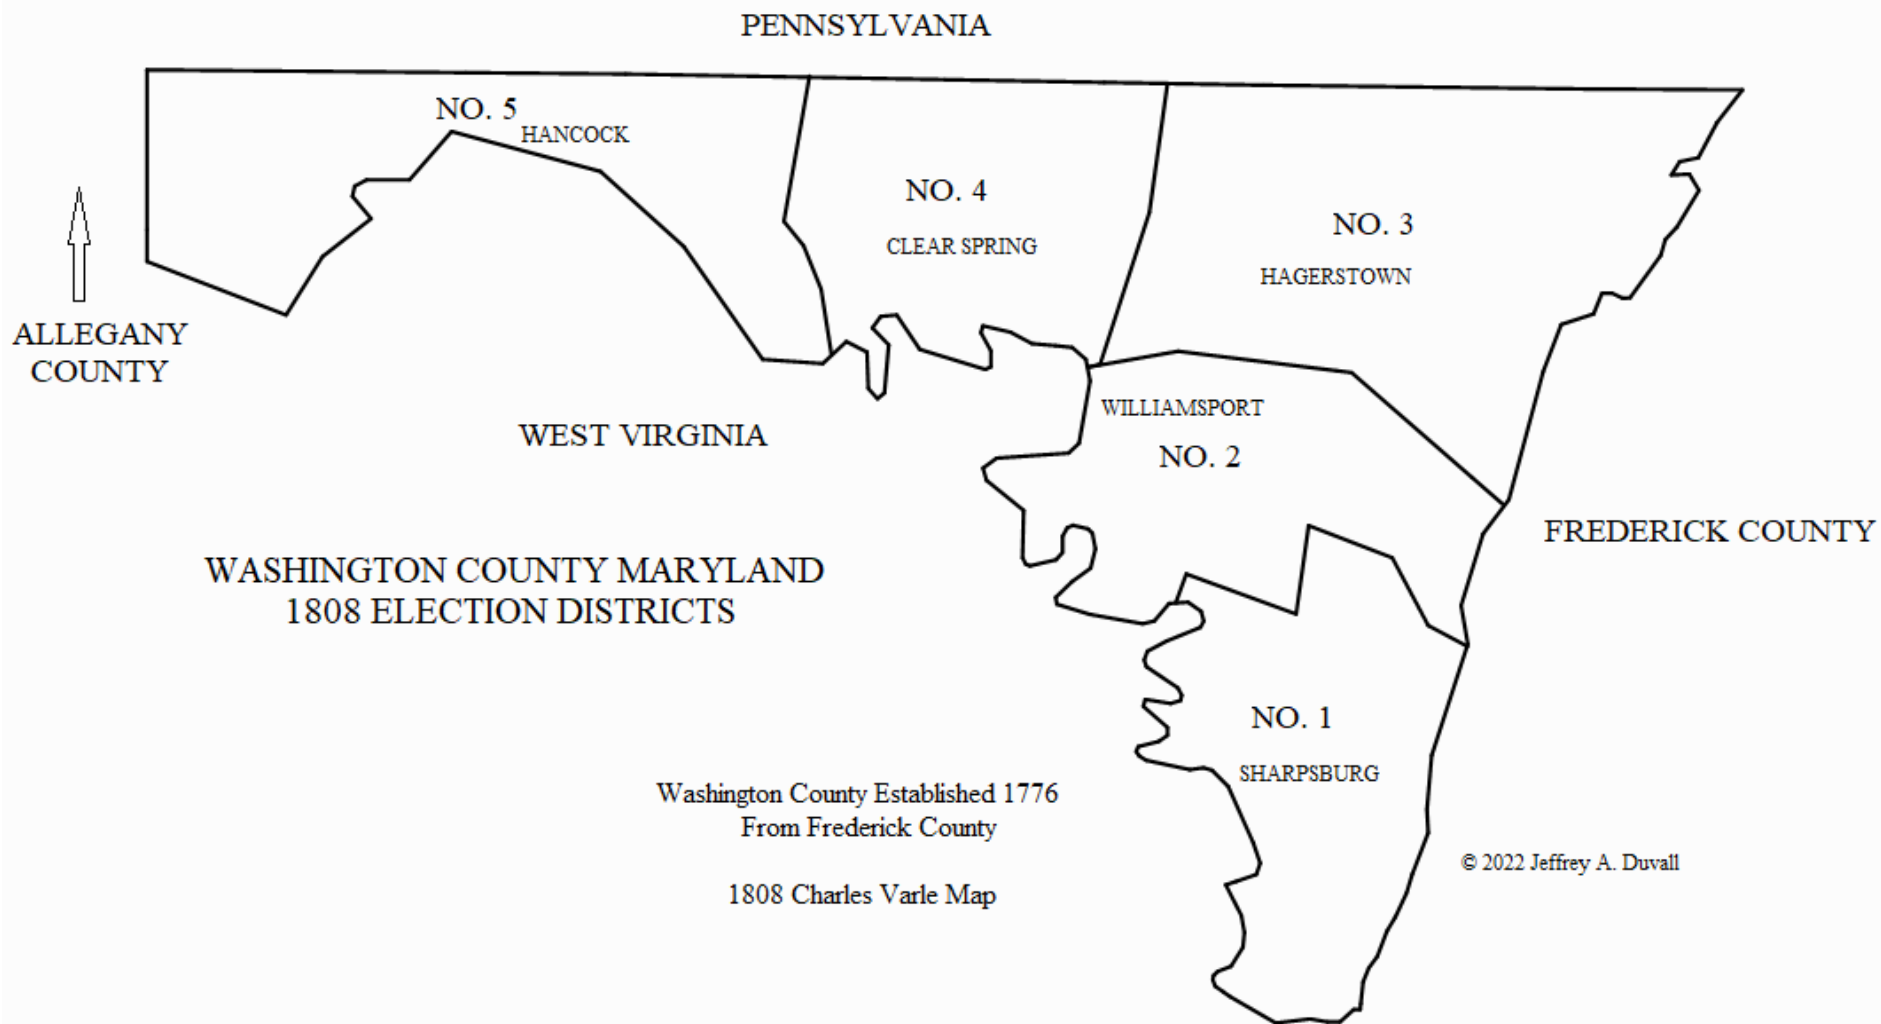 PENNSYLVANIA
NO. 5
HANCOCK
NO. 4
CLEAR SPRING
NO. 3
HAGERSTOWN
ALLEGANY
COUNTY
WILLIAMSPORT
NO. 2
WEST VIRGINIA
FREDERICK COUNTY
WASHINGTON COUNTY MARYLAND
1808 ELECTION DISTRICTS
NO. 1
SHARPSBURG
Washington County Established 1776
From Frederick County
1808 Charles Varle Map
© 2022 Jeffrey A. Duvall